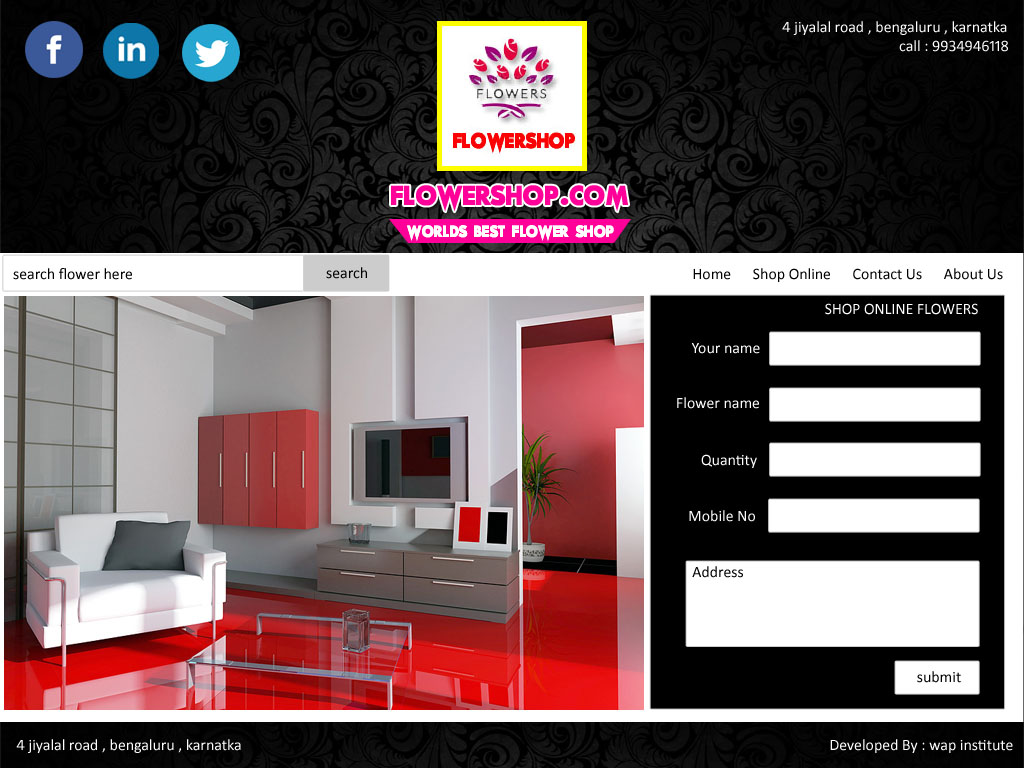 f in
4 jiyalal road , bengaluru , karnatka
call : 9934946118
FLOWERS
FLOWERSHOP
FLOWERSHOP.COM
WORLDS BEST FLOWER SHOP
search flower here search Home Shop Online Contact Us About Us
SHOP ONLINE FLOWERS
Your name
Flower name
Quantity
Mobile No
Address
submit
4 jiyalal road , bengaluru , karnatka Developed By : wap institute